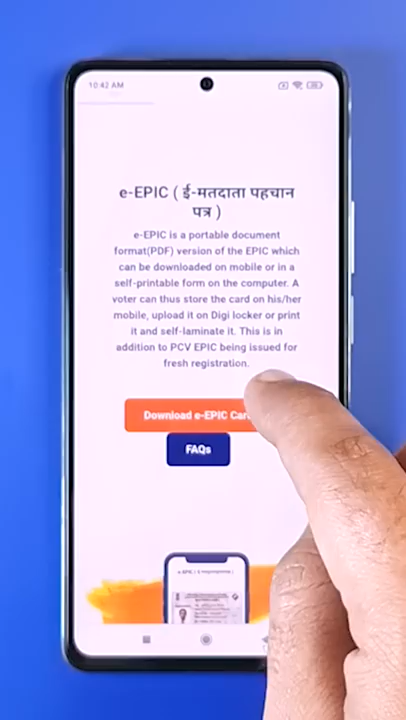 10:42 AM
e-EPIC ( ई-मतदाता पहचान
पत्र )
e-EPIC is a portable document
format(PDF) version of the EPIC which
can be downloaded on mobile or in a
self-printable form on the computer. A
voter can thus store the card on his/her
mobile, upload it on Digi locker or print
it and self-laminate it. This is in
addition to PCV EPIC being issued for
fresh registration.
Download e-EPIC Card
FAQs